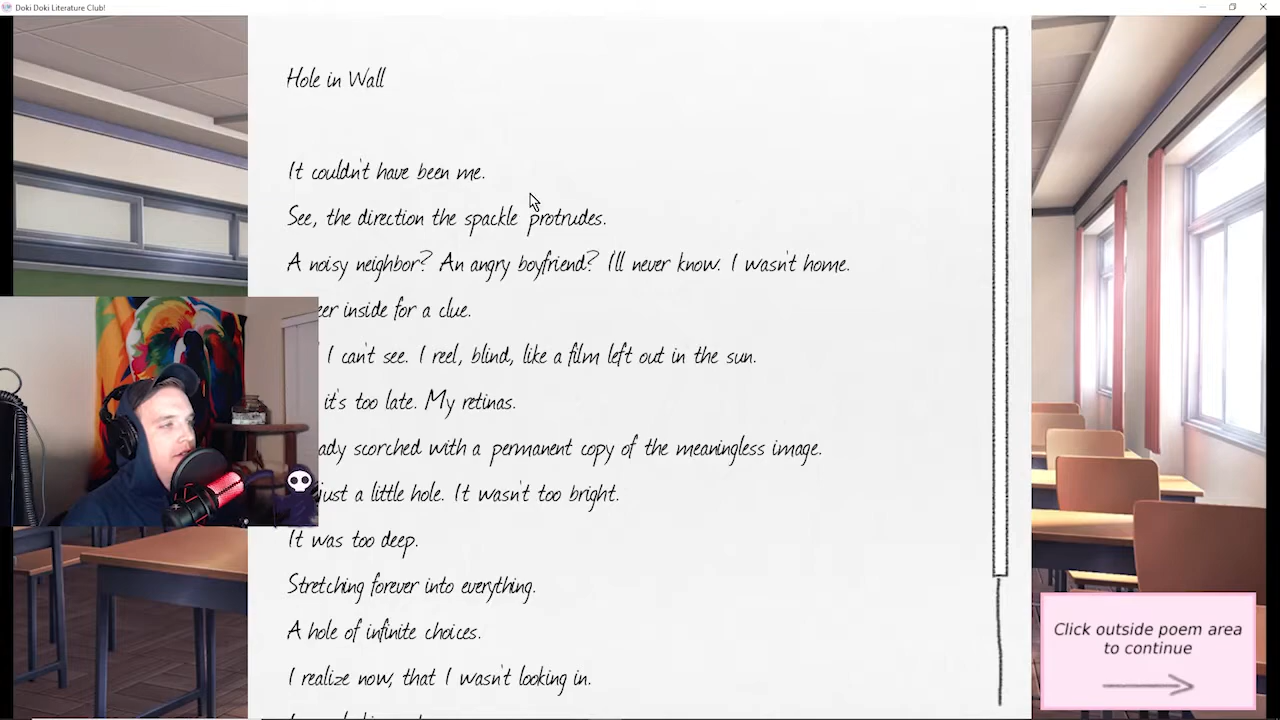 Doki Doki Literature Club!
Hole in Wall
It couldn't have been me.
See, the direction the spackle protrudes.
A noisy neighbor? An angry boyfriend? I'll never know. I wasn't home.
inside for a clue.
I can't see. I reel, blind, like a film left out in the sun.
it's too late. My retinas.
scorched with a permanent copy of the meaningless image.
just a little hole. It wasn't too bright.
It was too deep.
Stretching forever into everything.
A hole of infinite choices.
I realize now, that I wasn't looking in.
Click outside poem area
to continue